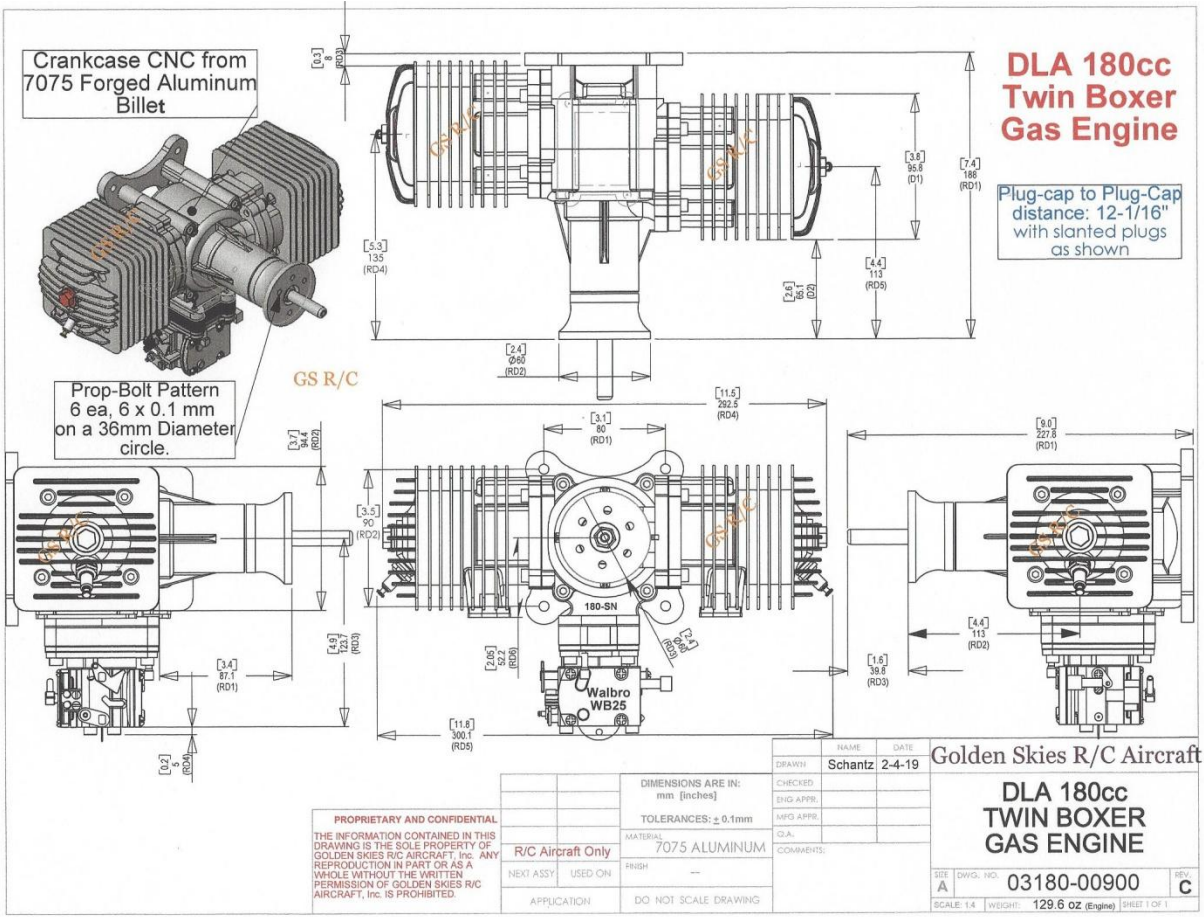 Crankcase CNC from
7075 Forged Aluminum
Billet
DLA 180cc
Twin Boxer
Gas Engine
Plug-cap to Plug-Cap
distance: 12-1/16"
with slanted plugs
as shown
[0.3]
8
(RD3)
GS R/C
GS R/C
GS R/C
[5.3]
135
(RD4)
[3.8]
95.8
(D1)
[7.4]
188
(RD1)
[4.4]
113
(RD5)
[2.6]
65.1
(D2)
[2.4]
Ø60
(RD2)
GS R/C
Prop-Bolt Pattern
6 ea, 6 x 0.1 mm
on a 36mm Diameter
circle.
[3.7]
94.4
(RD2)
[11.5]
292.5
(RD4)
[3.1]
80
(RD1)
[9.0]
227.8
(RD1)
[3.5]
90
(RD2)
GS R/C
GS R/C
GS R/C
180-SN
[4.9]
123.7
(RD3)
[2.05]
52.2
(RD6)
[2.4]
Ø60
(RD3)
[4.4]
113
(RD2)
[3.4]
87.1
(RD1)
[1.6]
39.8
(RD3)
Walbro
WB25
[0.2]
5
(RD4)
[11.8]
300.1
(RD5)
PROPRIETARY AND CONFIDENTIAL
THE INFORMATION CONTAINED IN THIS
DRAWING IS THE SOLE PROPERTY OF
GOLDEN SKIES R/C AIRCRAFT, Inc. ANY
REPRODUCTION IN PART OR AS A
WHOLE WITHOUT THE WRITTEN
PERMISSION OF GOLDEN SKIES R/C
AIRCRAFT, Inc. IS PROHIBITED.
R/C Aircraft Only
NEXT ASSY USED ON
APPLICATION
DIMENSIONS ARE IN:
mm [inches]
TOLERANCES: ± 0.1mm
MATERIAL
7075 ALUMINUM
FINISH
---
DO NOT SCALE DRAWING
NAME DATE
DRAWN Schantz 2-4-19
CHECKED
ENG APPR.
MFG APPR.
Q.A.
COMMENTS:
Golden Skies R/C Aircraft
DLA 180cc
TWIN BOXER
GAS ENGINE
SIZE DWG. NO. REV.
A 03180-00900 C
SCALE: 1:4 WEIGHT: 129.6 oz (Engine) SHEET 1 OF 1